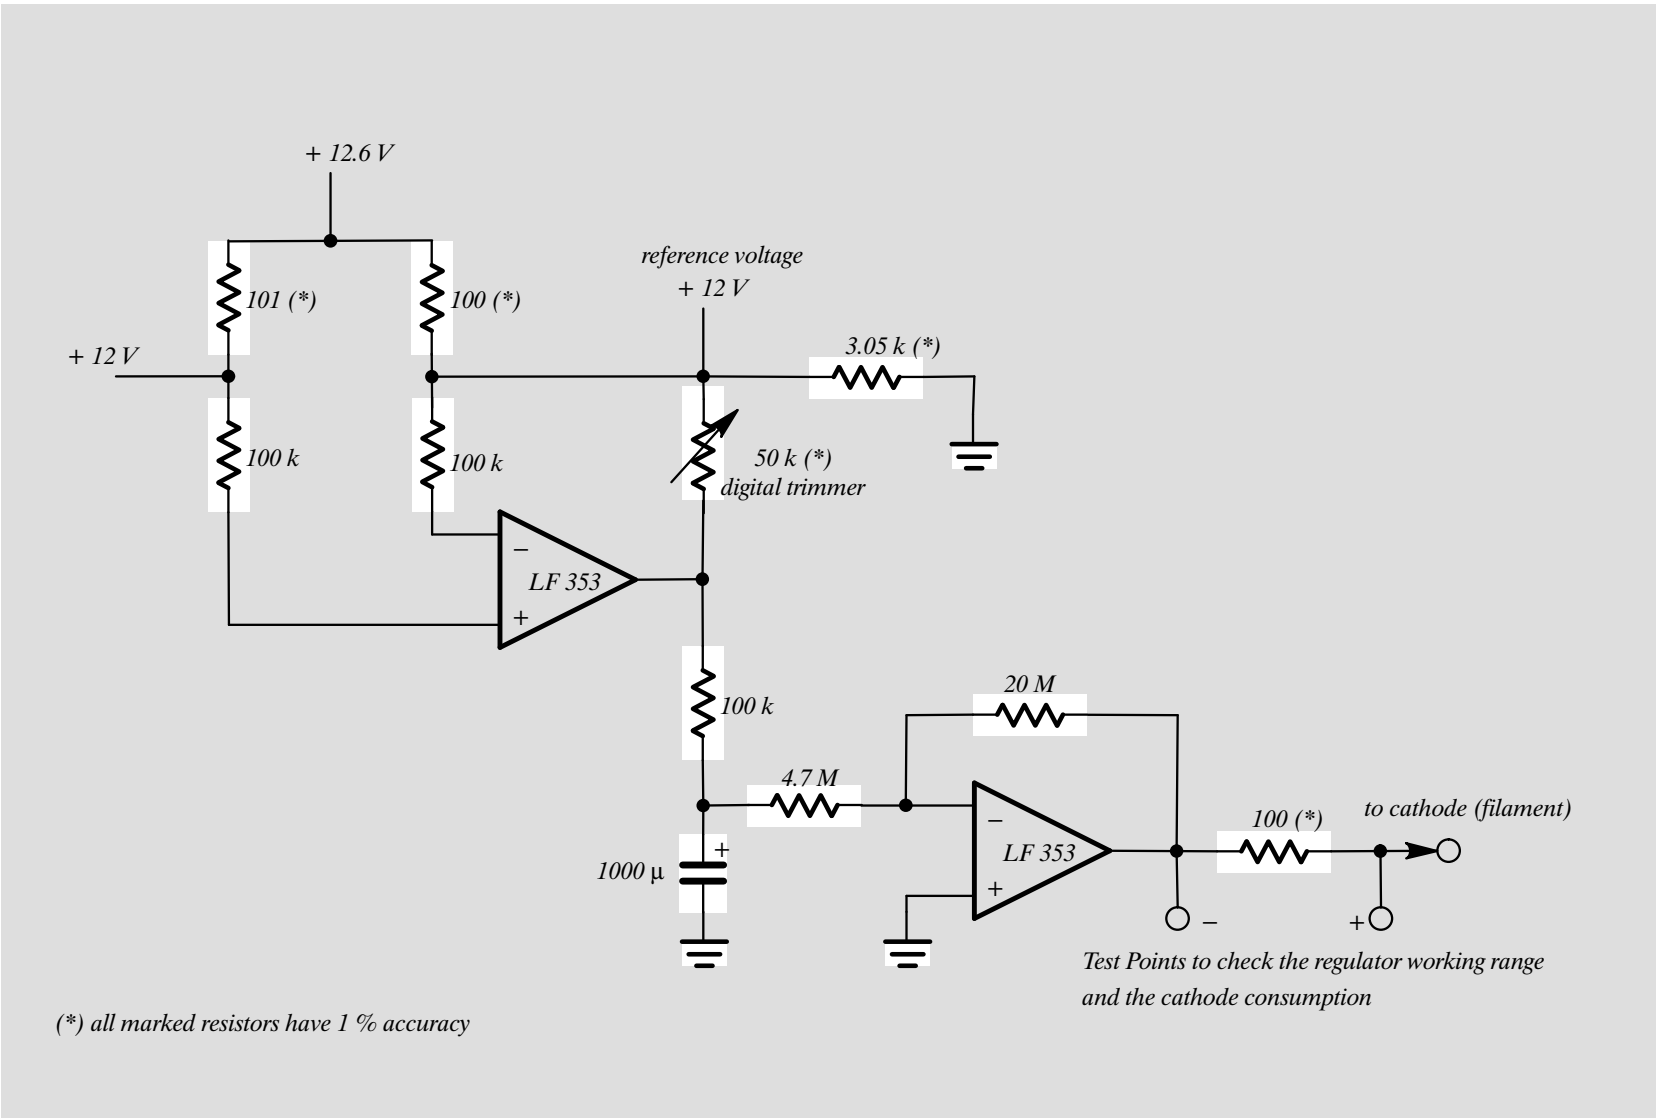 + 12.6 V
reference voltage
+ 12 V
101 (*)
100 (*)
+ 12 V
3.05 k (*)
100 k
100 k
50 k (*)
digital trimmer
−
LF 353
+
100 k
20 M
4.7 M
−
LF 353
+
100 (*)
to cathode (filament)
+
1000 µ
−
+
Test Points to check the regulator working range
and the cathode consumption
(*) all marked resistors have 1 % accuracy